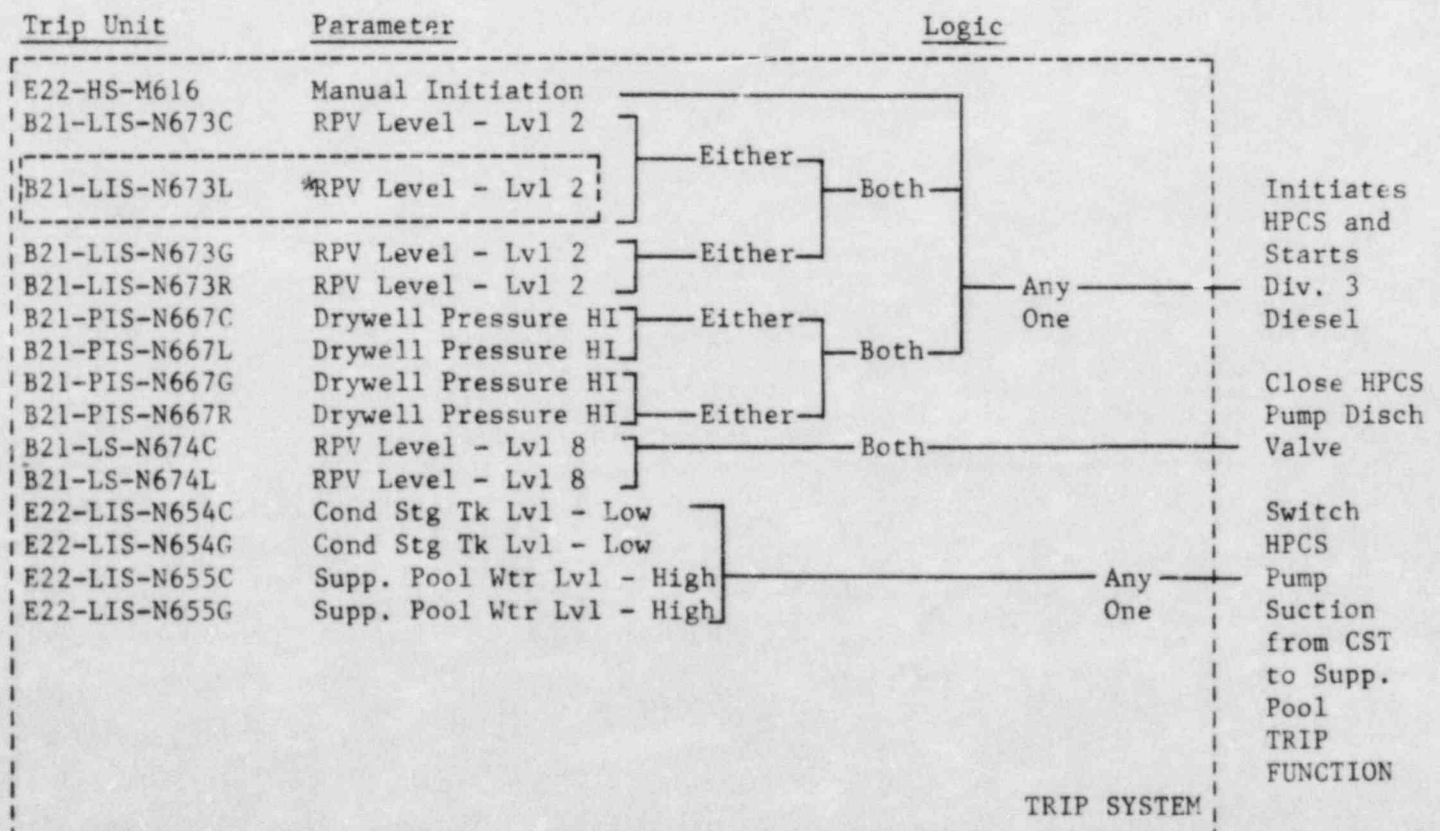 Trip Unit Parameter Logic
E22-HS-M616 Manual Initiation
B21-LIS-N673C RPV Level - Lvl 2
Either
B21-LIS-N673L *RPV Level - Lvl 2 Both Initiates
HPCS and
B21-LIS-N673G RPV Level - Lvl 2 Either Starts
B21-LIS-N673R RPV Level - Lvl 2 Any Div. 3
B21-PIS-N667C Drywell Pressure HI Either One Diesel
B21-PIS-N667L Drywell Pressure HI Both
B21-PIS-N667G Drywell Pressure HI Close HPCS
B21-PIS-N667R Drywell Pressure HI Either Pump Disch
B21-LS-N674C RPV Level - Lvl 8 Both Valve
B21-LS-N674L RPV Level - Lvl 8
E22-LIS-N654C Cond Stg Tk Lvl - Low Switch
E22-LIS-N654G Cond Stg Tk Lvl - Low HPCS
E22-LIS-N655C Supp. Pool Wtr Lvl - High Any Pump
E22-LIS-N655G Supp. Pool Wtr Lvl - High One Suction
from CST
to Supp.
Pool
TRIP
FUNCTION
TRIP SYSTEM